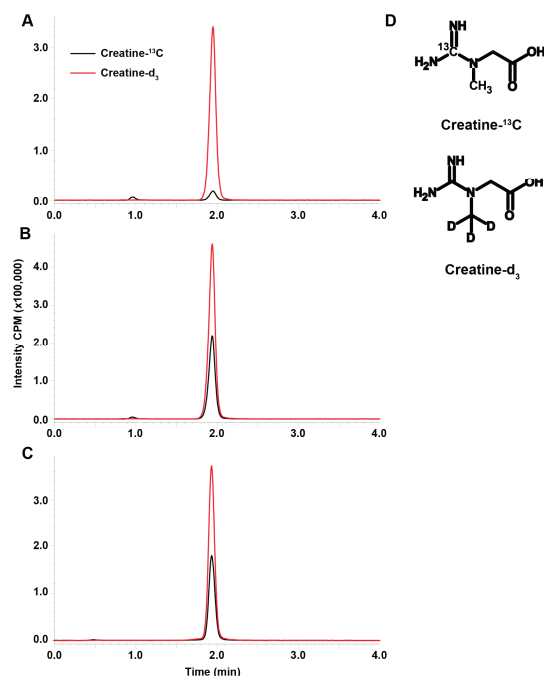 A
3.0
2.0
1.0
0.0
Creatine-¹³C
Creatine-d₃
0.0 1.0 2.0 3.0 4.0
B
4.0
3.0
2.0
1.0
0.0
0.0 1.0 2.0 3.0 4.0
C
3.0
2.0
1.0
0.0
0.0 1.0 2.0 3.0 4.0
Intensity CPM (x100,000)
Time (min)
D
NH
¹³C
H₂N N OH
CH₃ O
Creatine-¹³C
NH
H₂N N OH
O
D D
D
Creatine-d₃